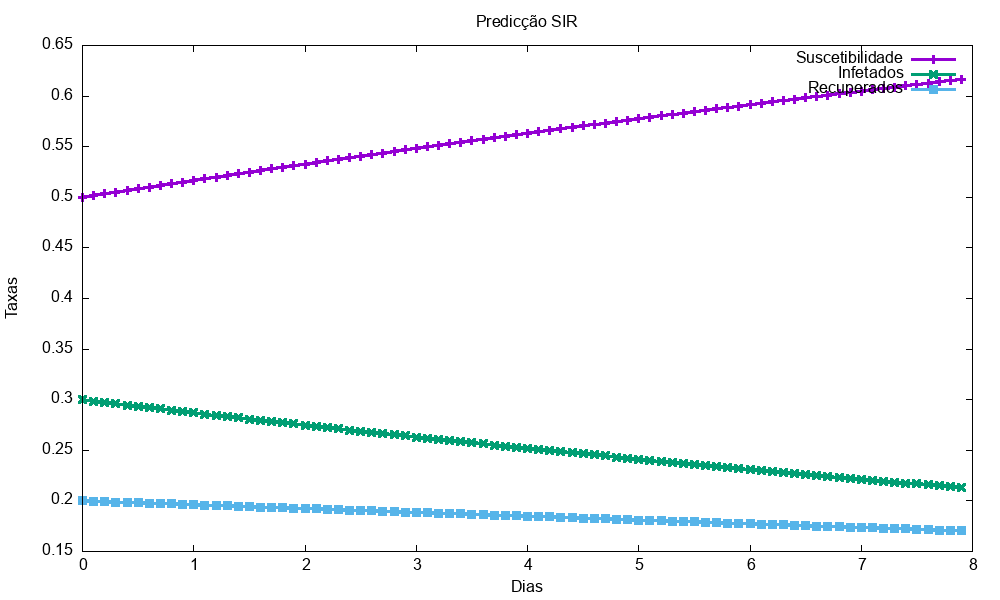 Predicção SIR
0.65
0.6
0.55
0.5
0.45
0.4
0.35
0.3
0.25
0.2
0.15
0 1 2 3 4 5 6 7 8
Taxas
Dias
Suscetibilidade
Infetados
Recuperados